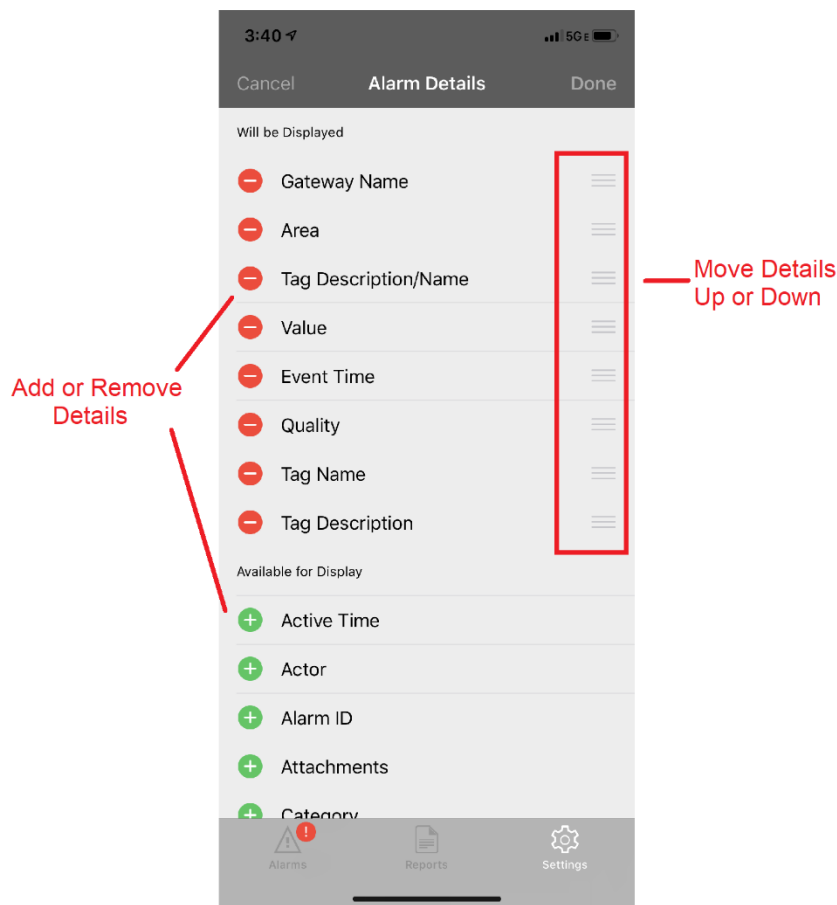 3:40
5G E
Cancel
Alarm Details
Done
Will be Displayed
Gateway Name
Area
Tag Description/Name
Value
Event Time
Quality
Tag Name
Tag Description
Move Details
Up or Down
Add or Remove
Details
Available for Display
Active Time
Actor
Alarm ID
Attachments
Category
Alarms
Reports
Settings